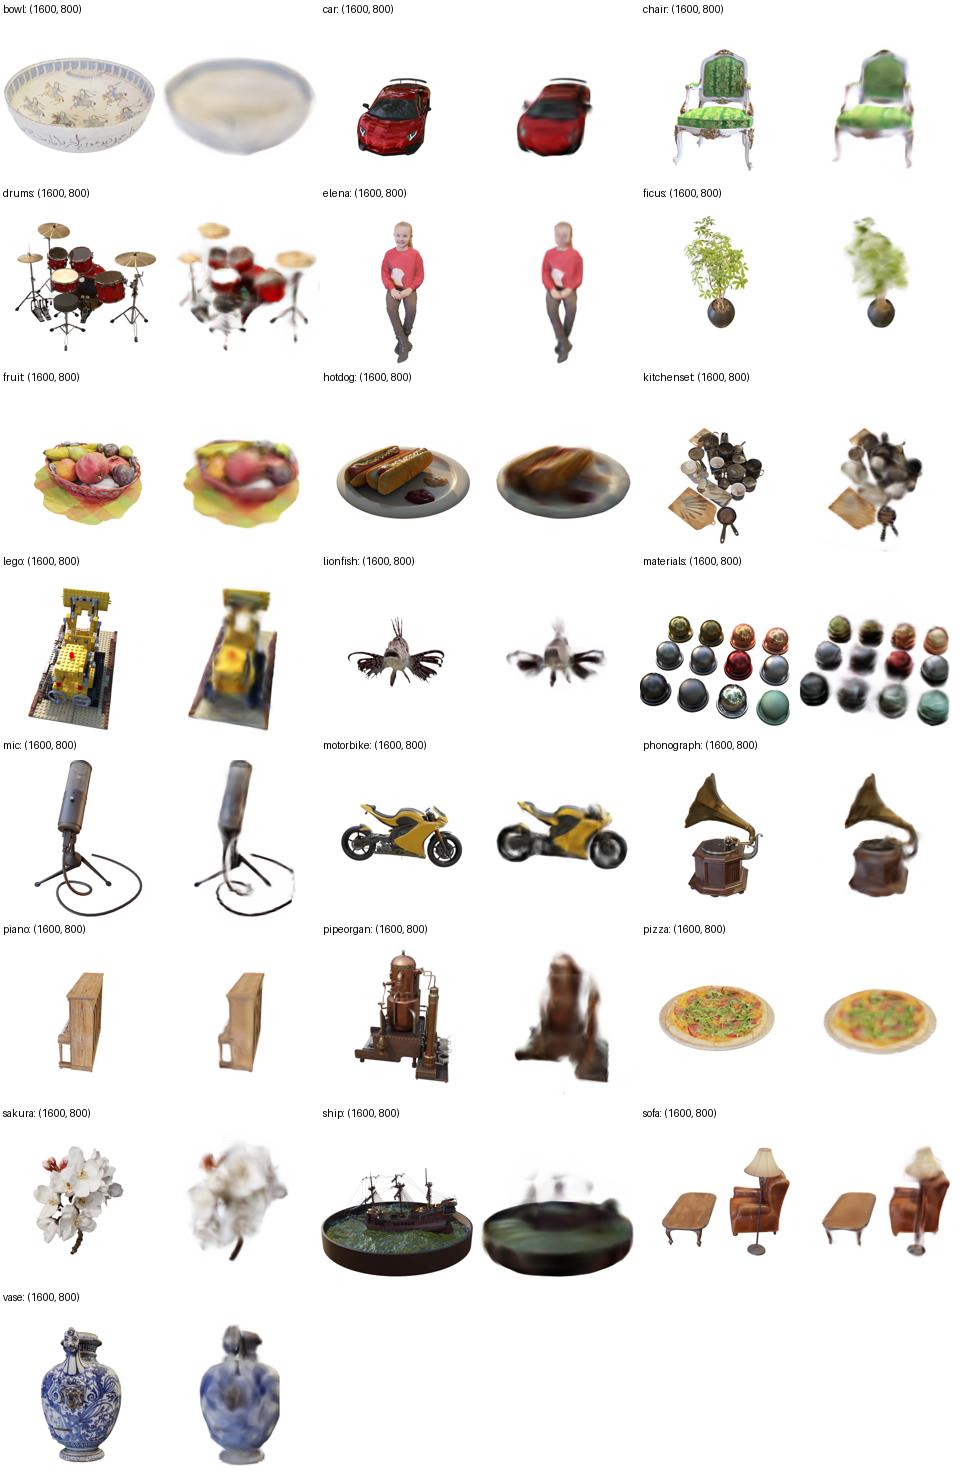 bowl: (1600, 800)
car: (1600, 800)
chair: (1600, 800)
drums: (1600, 800)
elena: (1600, 800)
ficus: (1600, 800)
fruit: (1600, 800)
hotdog: (1600, 800)
kitchenset: (1600, 800)
lego: (1600, 800)
lionfish: (1600, 800)
materials: (1600, 800)
mic: (1600, 800)
motorbike: (1600, 800)
phonograph: (1600, 800)
piano: (1600, 800)
pipeorgan: (1600, 800)
pizza: (1600, 800)
sakura: (1600, 800)
ship: (1600, 800)
sofa: (1600, 800)
vase: (1600, 800)